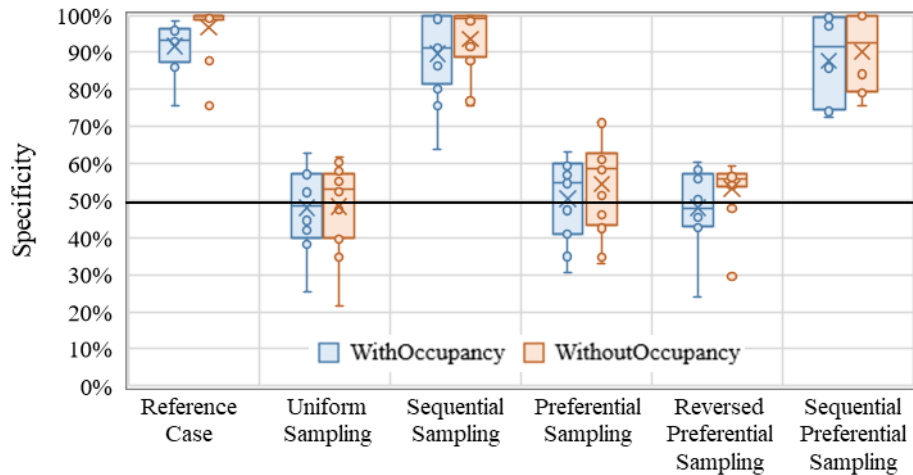 Specificity
100%
90%
80%
70%
60%
50%
40%
30%
20%
10%
0%
WithOccupancy
WithoutOccupancy
Reference
Case
Uniform
Sampling
Sequential
Sampling
Preferential
Sampling
Reversed
Preferential
Sampling
Sequential
Preferential
Sampling